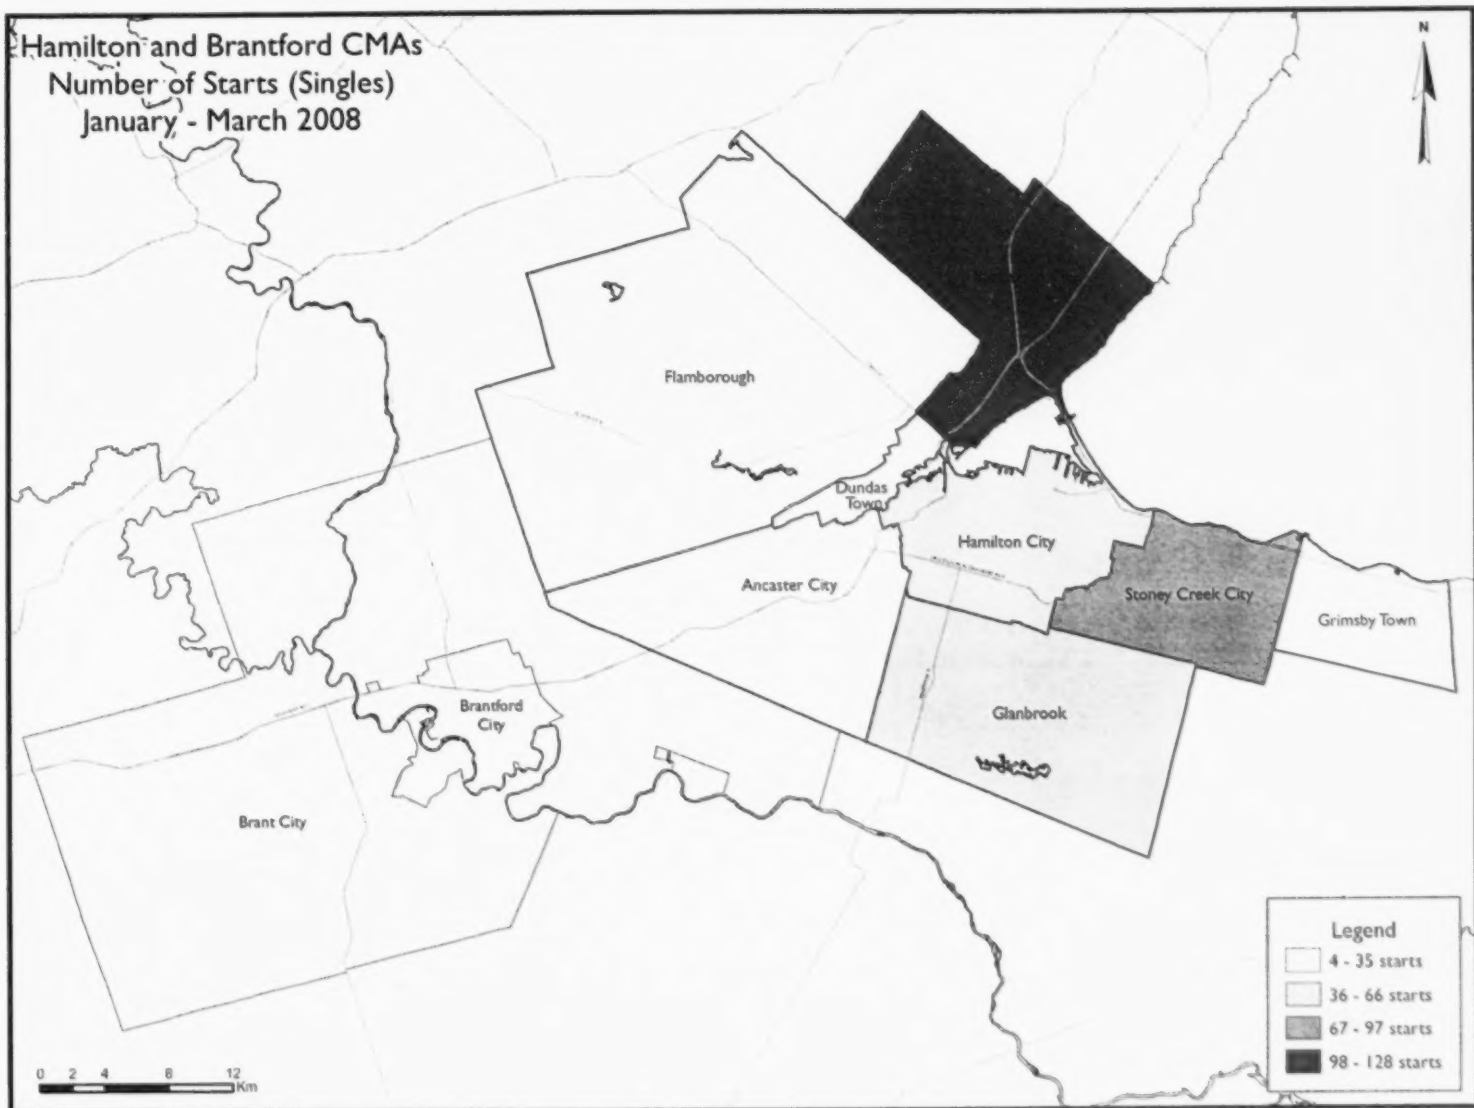 Hamilton and Brantford CMAs
Number of Starts (Singles)
January - March 2008
N
Flamborough
Dundas
Town
Hamilton City
Ancaster City
Stoney Creek City
Grimsby Town
Glanbrook
Brantford
City
Brant City
Legend
4 - 35 starts
36 - 66 starts
67 - 97 starts
98 - 128 starts
0 2 4 8 12
Km